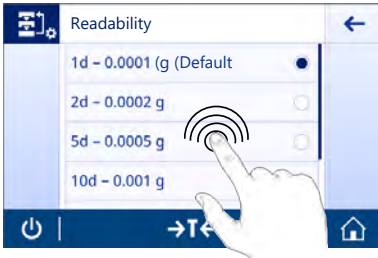 Readability
1d – 0.0001 (g (Default
2d – 0.0002 g
5d – 0.0005 g
10d – 0.001 g
→T←